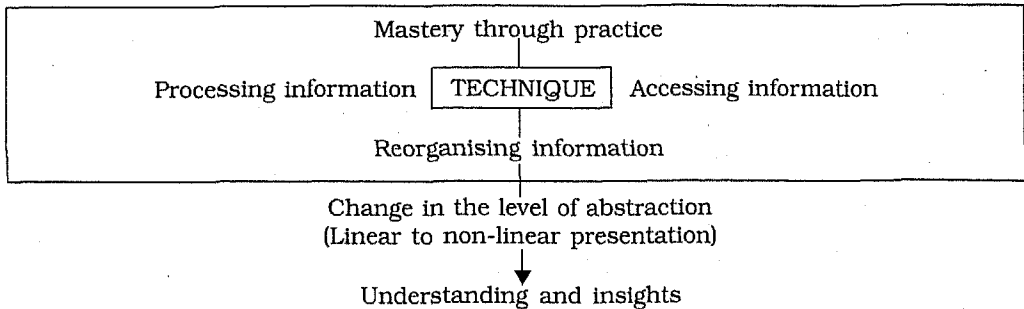 Mastery through practice
Processing information TECHNIQUE Accessing information
Reorganising information
Change in the level of abstraction
(Linear to non-linear presentation)
Understanding and insights